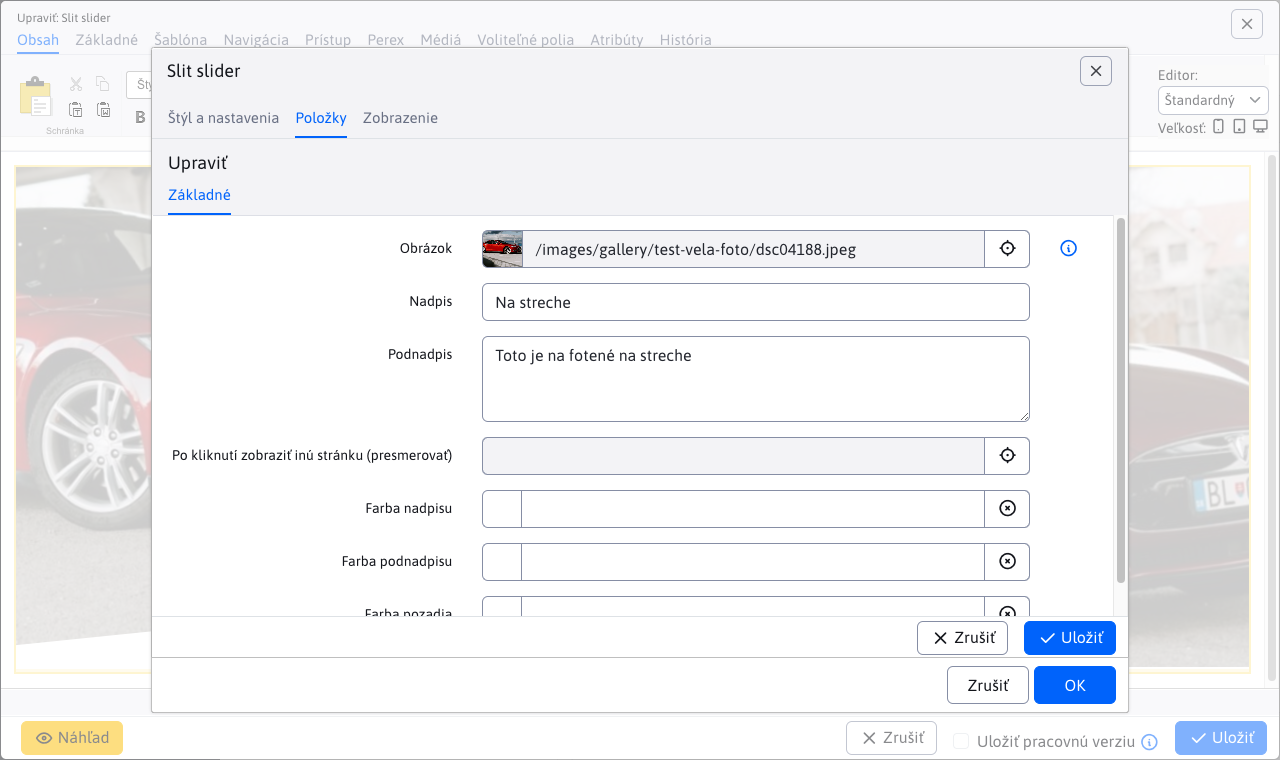 Upraviť: Slit slider
Obsah Základné Šablóna Navigácia Prístup Perex Médiá Voliteľné polia Atribúty História
Editor:
Štandardný
Veľkosť:
B
Schránka
Slit slider
Štýl a nastavenia Položky Zobrazenie
Upraviť
Základné
Obrázok /images/gallery/test-vela-foto/dsc04188.jpeg
Nadpis Na streche
Podnadpis Toto je na fotené na streche
Po kliknutí zobraziť inú stránku (presmerovať)
Farba nadpisu
Farba podnadpisu
Farba pozadia
Zrušiť Uložiť
Zrušiť OK
BL
Náhľad Zrušiť Uložiť pracovnú verziu Uložiť